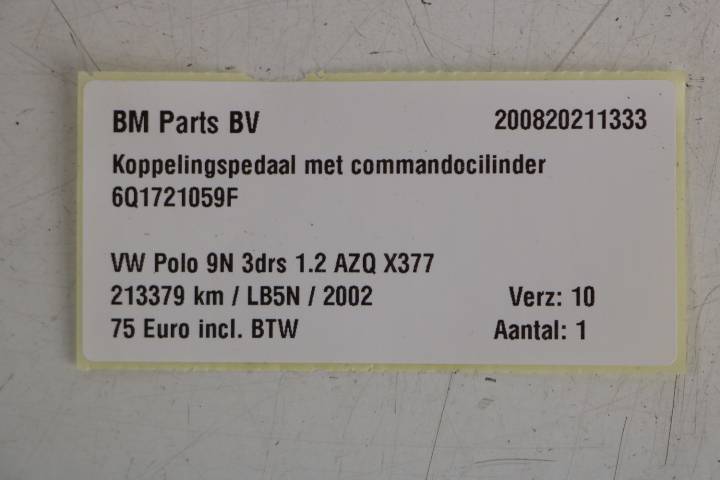 BM Parts BV 200820211333
Koppelingspedaal met commandocilinder
6Q1721059F
VW Polo 9N 3drs 1.2 AZQ X377
213379 km / LB5N / 2002 Verz: 10
75 Euro incl. BTW Aantal: 1